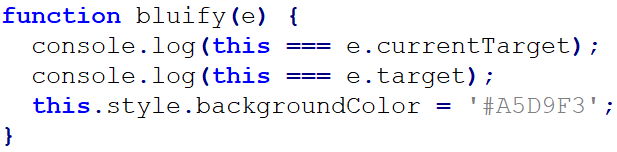 function bluify(e) {
  console.log(this === e.currentTarget);
  console.log(this === e.target);
  this.style.backgroundColor = '#A5D9F3';
}